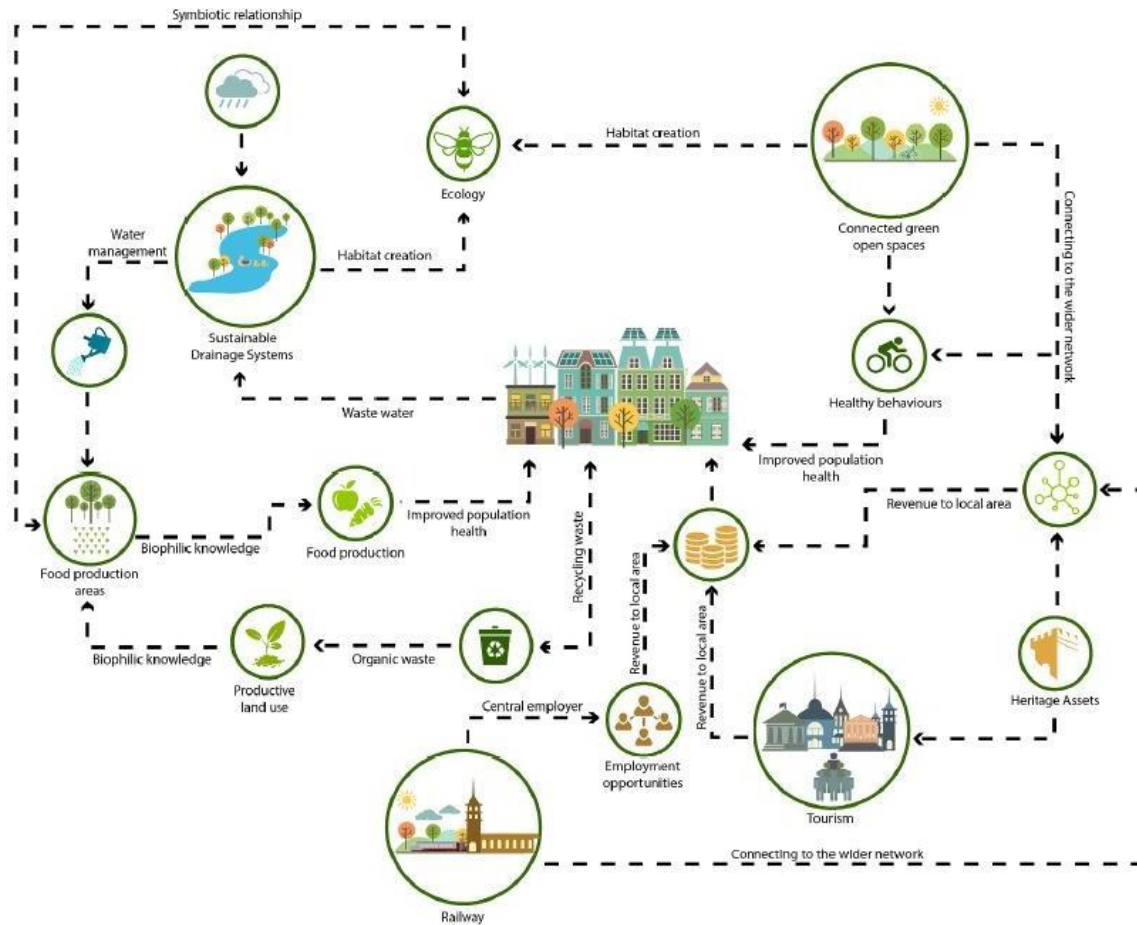 Symbiotic relationship
Habitat creation
Ecology
Connected green
open spaces
Connecting to the wider network
Water
management
Habitat creation
Sustainable
Drainage Systems
Healthy behaviours
Waste water
Improved population
health
Revenue to local area
Biophilic knowledge
Food production
Improved population
health
Food production
areas
Recycling waste
Revenue to local area
Revenue to local area
Biophilic knowledge
Organic waste
Productive
land use
Central employer
Heritage Assets
Employment
opportunities
Tourism
Connecting to the wider network
Railway